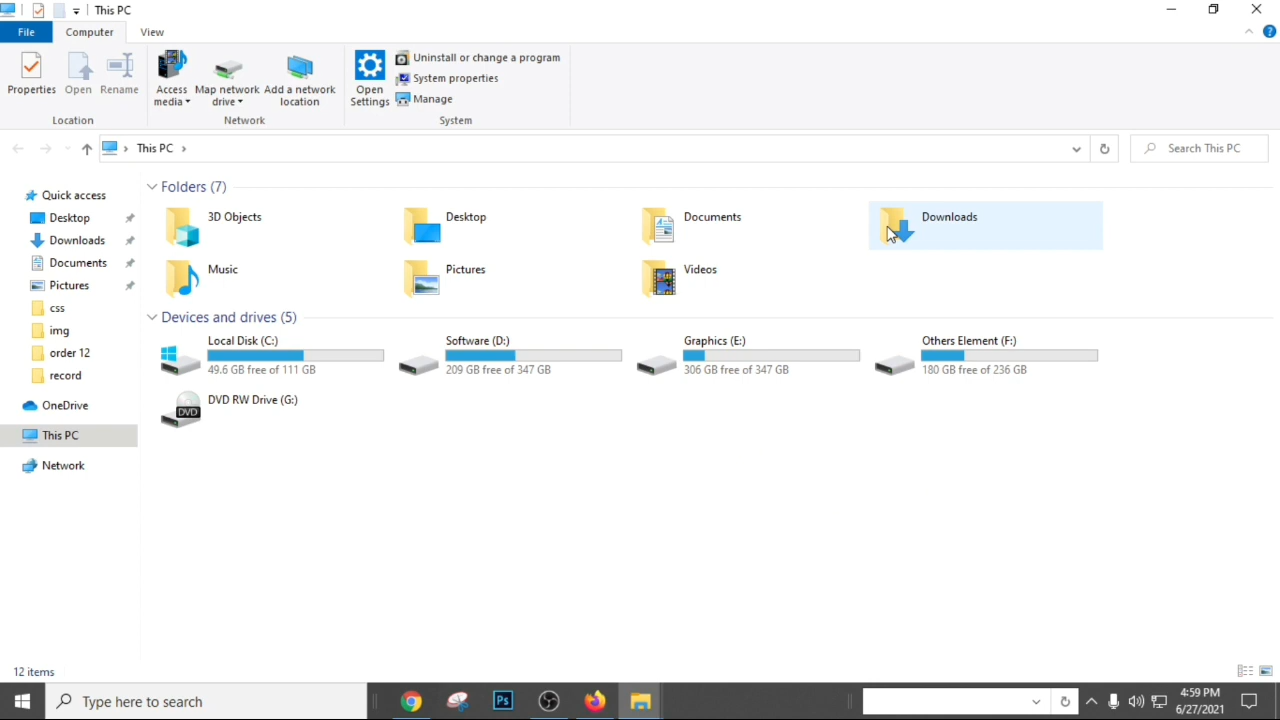 This PC
File Computer View
Properties Open Rename Access media Map network drive Add a network location Open Settings Uninstall or change a program
System properties
Manage
Location Network System
This PC Search This PC
Quick access
Desktop
Downloads
Documents
Pictures
css
img
order 12
record
OneDrive
This PC
Network
Folders (7)
3D Objects Desktop Documents Downloads
Music Pictures Videos
Devices and drives (5)
Local Disk (C:) Software (D:) Graphics (E:) Others Element (F:)
49.6 GB free of 111 GB 209 GB free of 347 GB 306 GB free of 347 GB 180 GB free of 236 GB
DVD RW Drive (G:)
DVD
12 items
Type here to search Ps 4:59 PM
6/27/2021